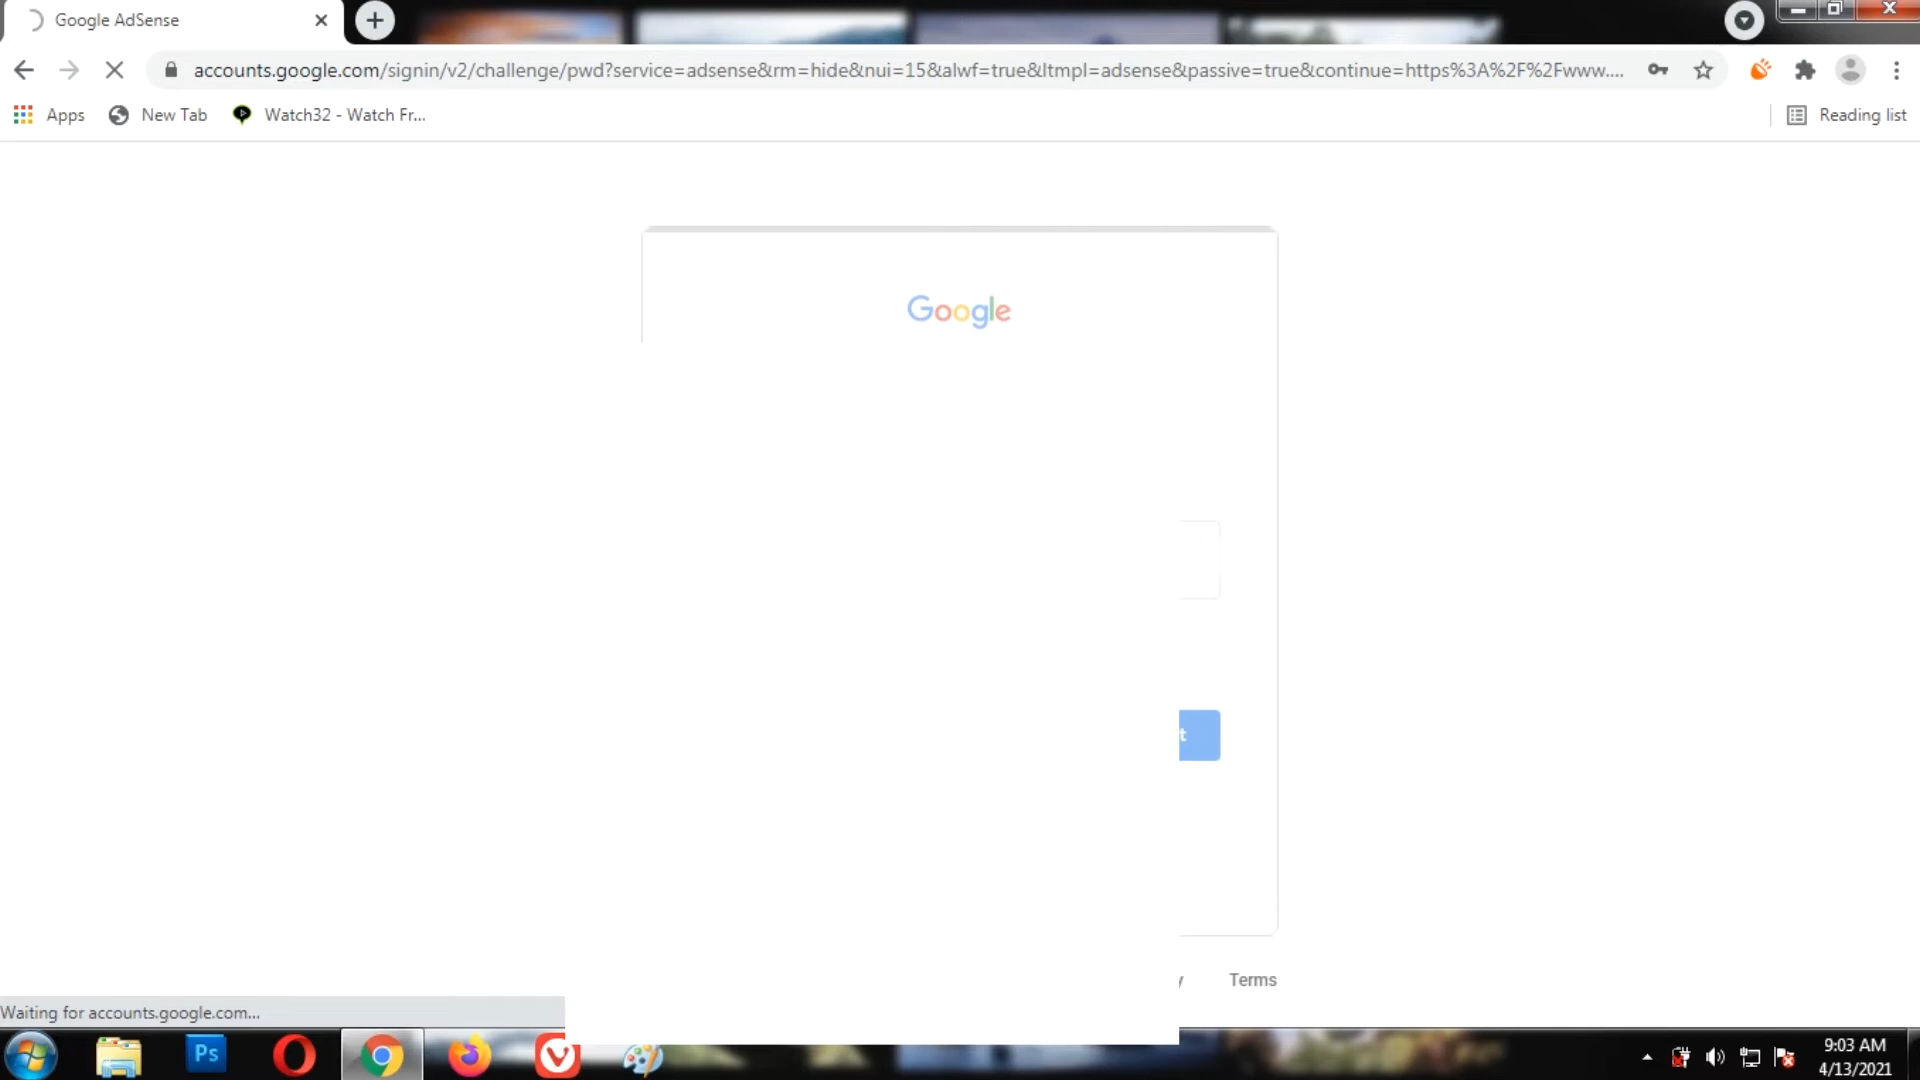 Google AdSense
accounts.google.com/signin/v2/challenge/pwd?service=adsense&rm=hide&nui=15&alwf=true&ltmpl=adsense&passive=true&continue=https%3A%2F%2Fwww....
Apps
New Tab
Watch32 - Watch Fr...
Reading list
Google
t
y
Terms
Waiting for accounts.google.com...
Ps
9:03 AM
4/13/2021